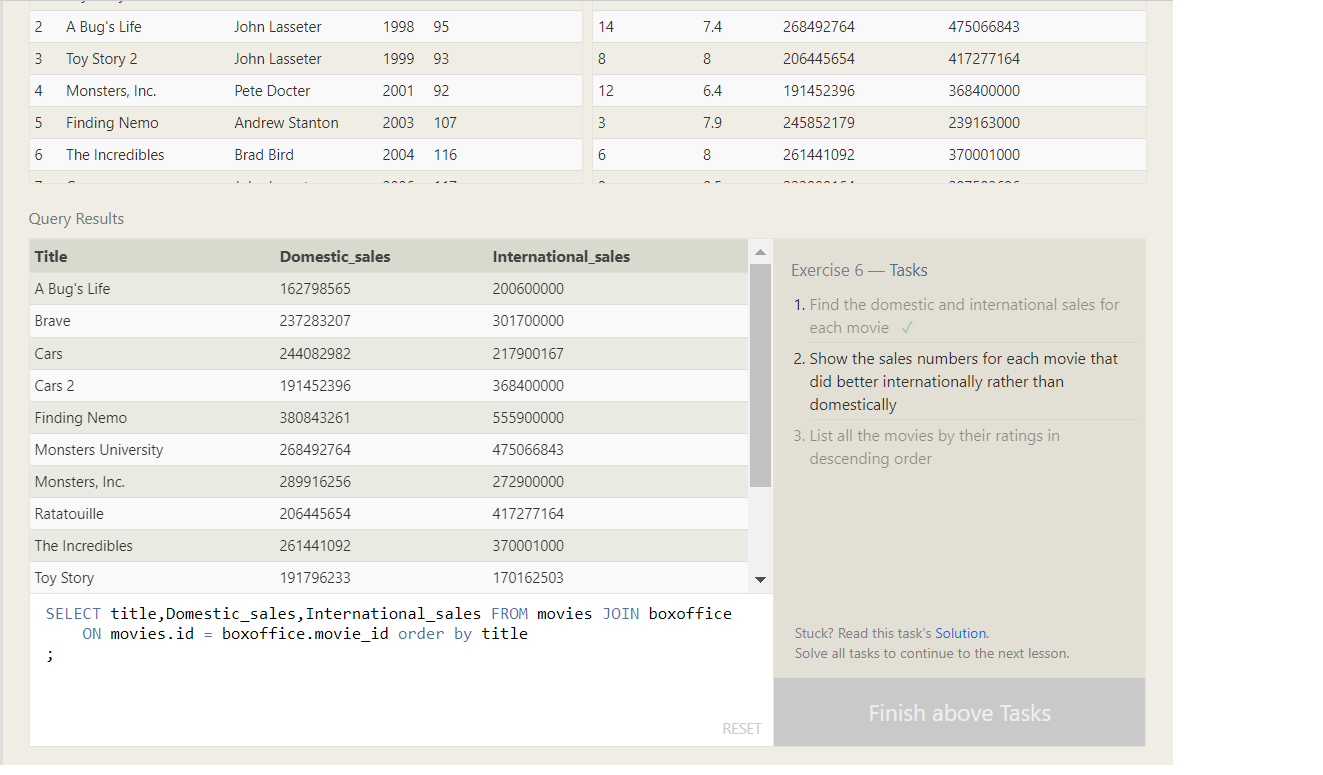 2 A Bug's Life John Lasseter 1998 95 14 7.4 268492764 475066843
3 Toy Story 2 John Lasseter 1999 93 8 8 206445654 417277164
4 Monsters, Inc. Pete Docter 2001 92 12 6.4 191452396 368400000
5 Finding Nemo Andrew Stanton 2003 107 3 7.9 245852179 239163000
6 The Incredibles Brad Bird 2004 116 6 8 261441092 370001000
Query Results
Title Domestic_sales International_sales
A Bug's Life 162798565 200600000
Brave 237283207 301700000
Cars 244082982 217900167
Cars 2 191452396 368400000
Finding Nemo 380843261 555900000
Monsters University 268492764 475066843
Monsters, Inc. 289916256 272900000
Ratatouille 206445654 417277164
The Incredibles 261441092 370001000
Toy Story 191796233 170162503
SELECT title,Domestic_sales,International_sales FROM movies JOIN boxoffice
ON movies.id = boxoffice.movie_id order by title
;
RESET
Exercise 6 — Tasks
1. Find the domestic and international sales for
each movie ✓
2. Show the sales numbers for each movie that
did better internationally rather than
domestically
3. List all the movies by their ratings in
descending order
Stuck? Read this task's Solution.
Solve all tasks to continue to the next lesson.
Finish above Tasks